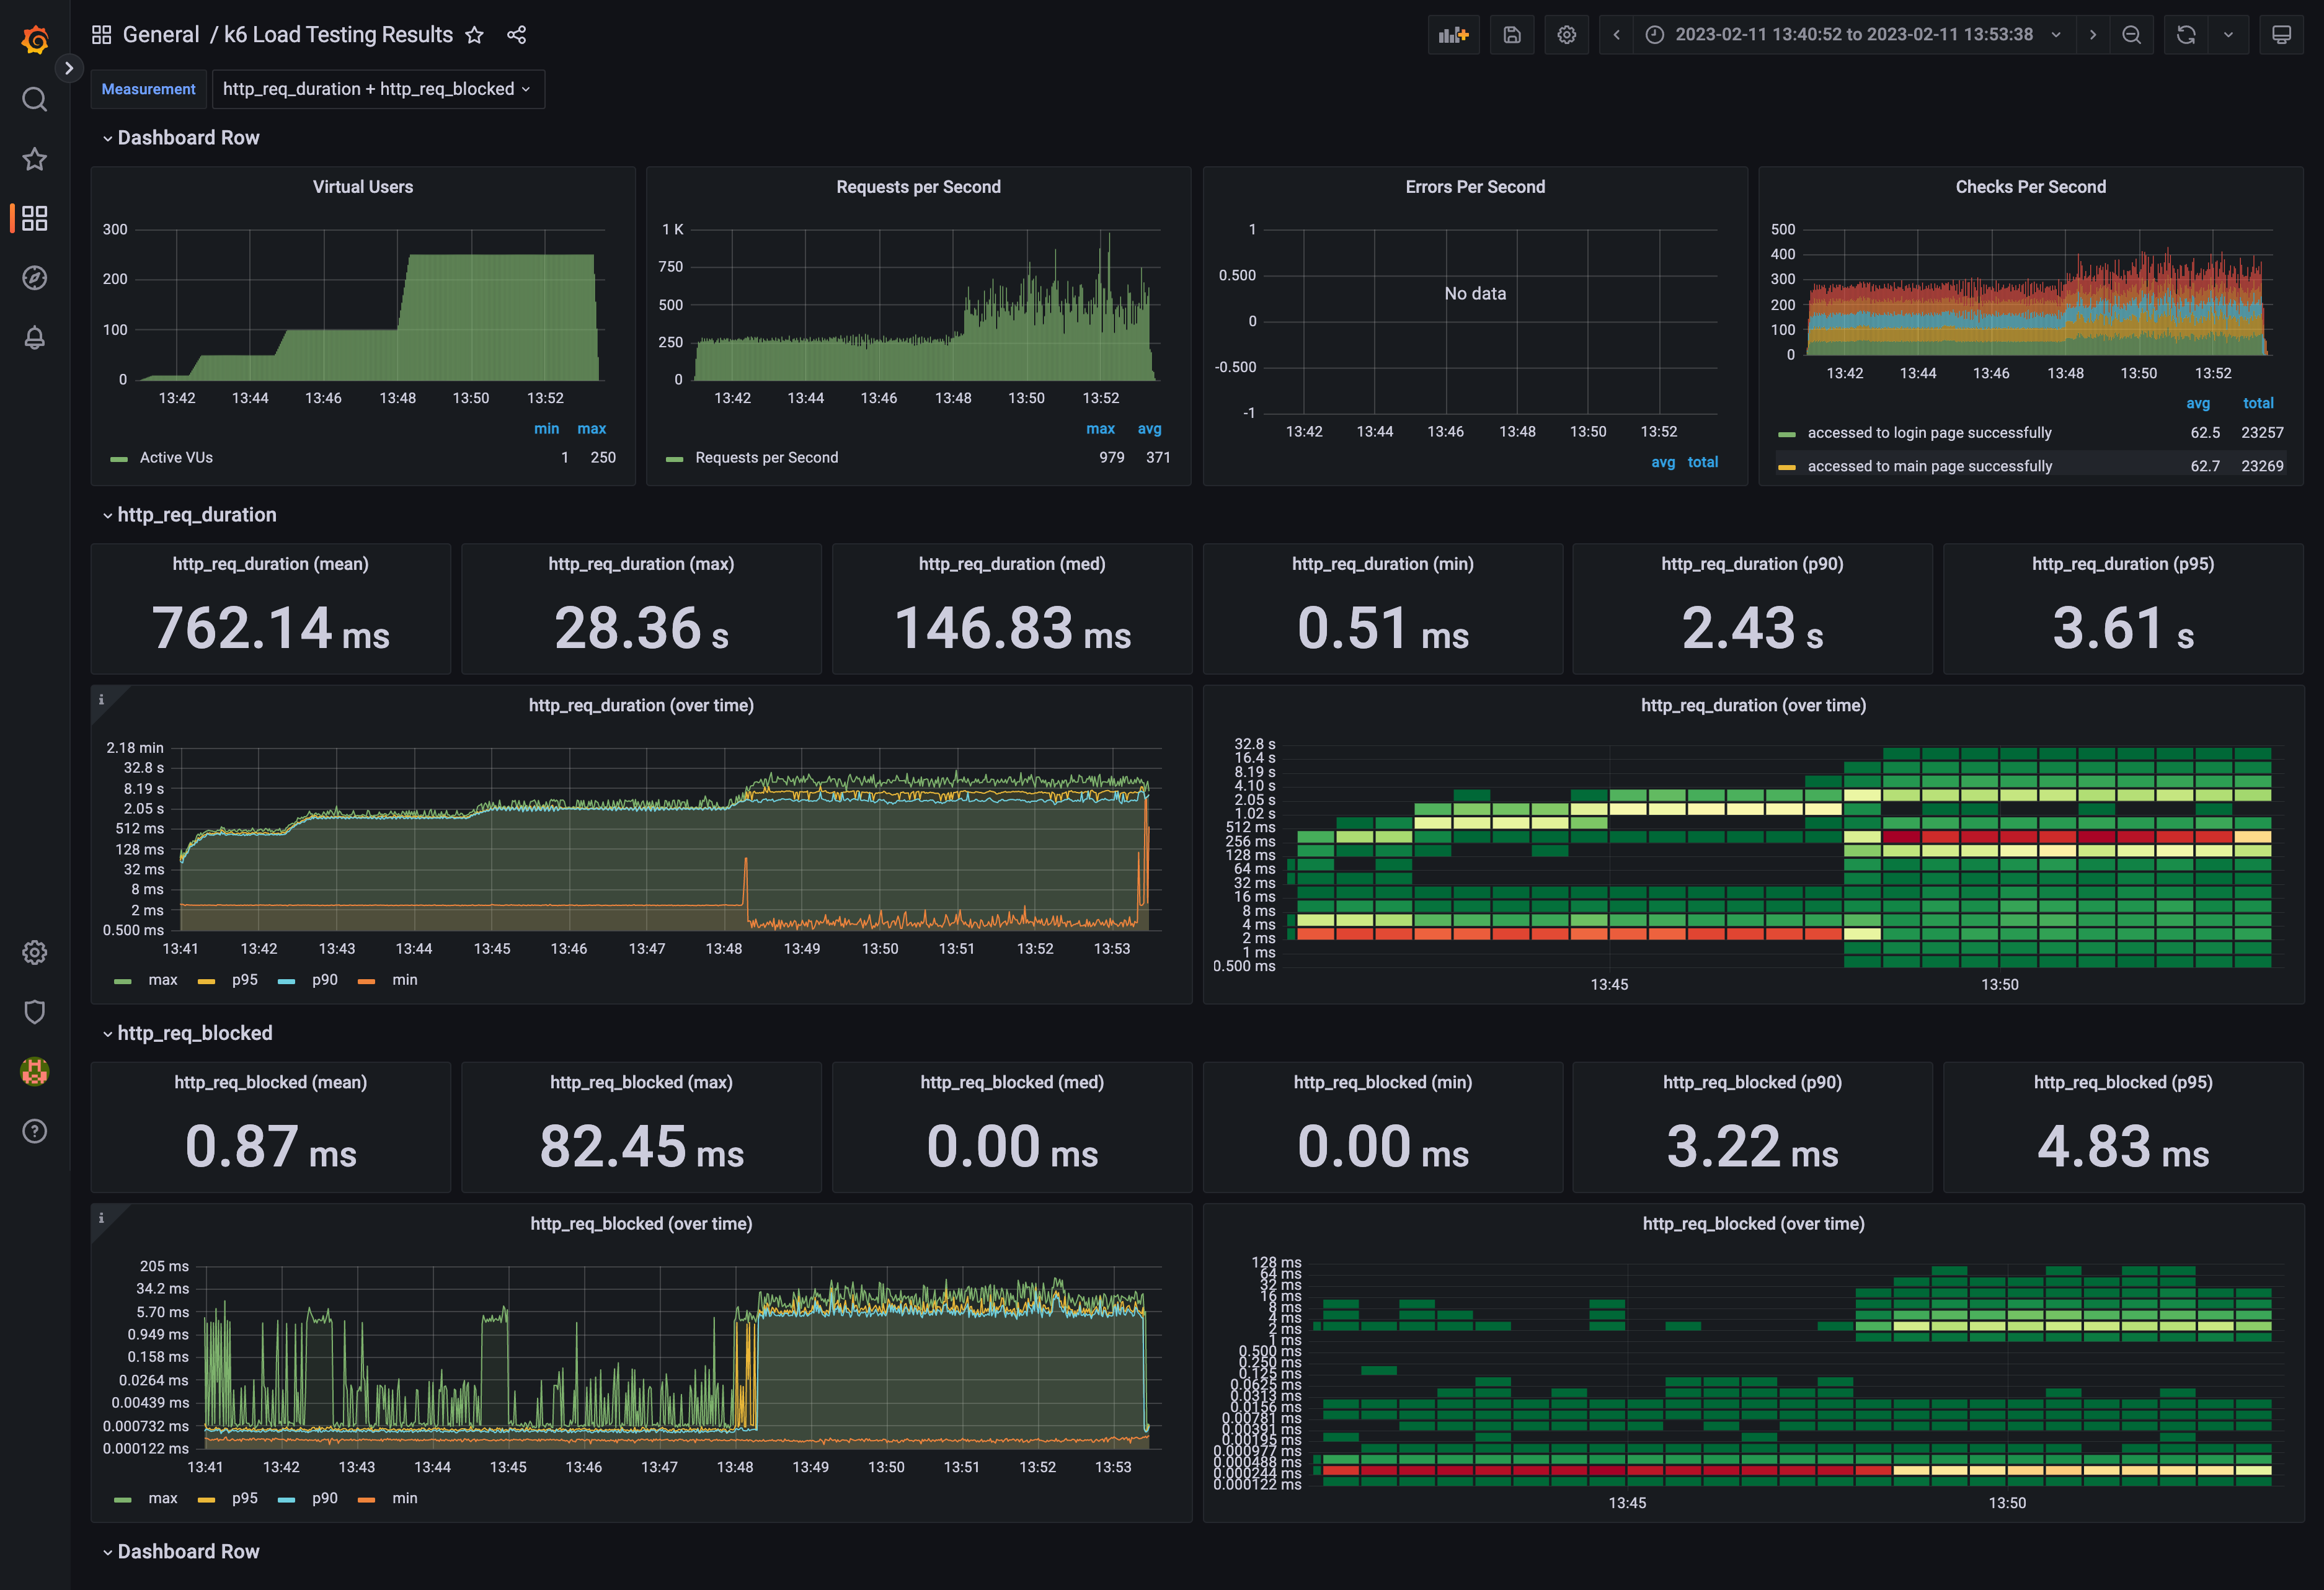 General / k6 Load Testing Results
2023-02-11 13:40:52 to 2023-02-11 13:53:38
Measurement http_req_duration + http_req_blocked
Dashboard Row
Virtual Users
300
200
100
0
13:42 13:44 13:46 13:48 13:50 13:52
min max
Active VUs 1 250
Requests per Second
1 K
750
500
250
0
13:42 13:44 13:46 13:48 13:50 13:52
max avg
Requests per Second 979 371
Errors Per Second
1
0.500
0
-0.500
-1
No data
13:42 13:44 13:46 13:48 13:50 13:52
avg total
Checks Per Second
500
400
300
200
100
0
13:42 13:44 13:46 13:48 13:50 13:52
avg total
accessed to login page successfully 62.5 23257
accessed to main page successfully 62.7 23269
http_req_duration
http_req_duration (mean)
762.14 ms
http_req_duration (max)
28.36 s
http_req_duration (med)
146.83 ms
http_req_duration (min)
0.51 ms
http_req_duration (p90)
2.43 s
http_req_duration (p95)
3.61 s
http_req_duration (over time)
2.18 min
32.8 s
8.19 s
2.05 s
512 ms
128 ms
32 ms
8 ms
2 ms
0.500 ms
13:41 13:42 13:43 13:44 13:45 13:46 13:47 13:48 13:49 13:50 13:51 13:52 13:53
max p95 p90 min
http_req_duration (over time)
32.8 s
16.4 s
8.19 s
4.10 s
2.05 s
1.02 s
512 ms
256 ms
128 ms
64 ms
32 ms
16 ms
8 ms
4 ms
2 ms
1 ms
0.500 ms
13:45 13:50
http_req_blocked
http_req_blocked (mean)
0.87 ms
http_req_blocked (max)
82.45 ms
http_req_blocked (med)
0.00 ms
http_req_blocked (min)
0.00 ms
http_req_blocked (p90)
3.22 ms
http_req_blocked (p95)
4.83 ms
http_req_blocked (over time)
205 ms
34.2 ms
5.70 ms
0.949 ms
0.158 ms
0.0264 ms
0.00439 ms
0.000732 ms
0.000122 ms
13:41 13:42 13:43 13:44 13:45 13:46 13:47 13:48 13:49 13:50 13:51 13:52 13:53
max p95 p90 min
http_req_blocked (over time)
128 ms
64 ms
32 ms
16 ms
8 ms
4 ms
2 ms
1 ms
0.500 ms
0.250 ms
0.125 ms
0.0625 ms
0.0313 ms
0.0156 ms
0.00781 ms
0.00391 ms
0.00195 ms
0.000977 ms
0.000488 ms
0.000244 ms
0.000122 ms
13:45 13:50
Dashboard Row